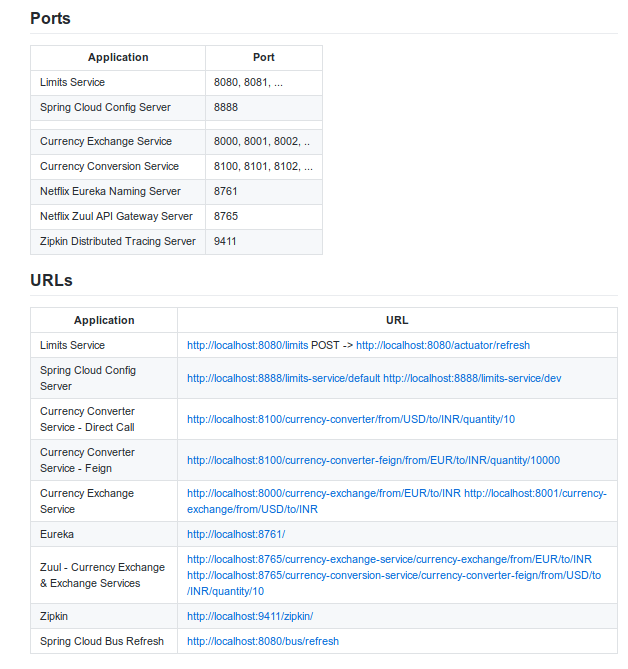 Ports
Application Port
Limits Service 8080, 8081, ...
Spring Cloud Config Server 8888
Currency Exchange Service 8000, 8001, 8002, ..
Currency Conversion Service 8100, 8101, 8102, ...
Netflix Eureka Naming Server 8761
Netflix Zuul API Gateway Server 8765
Zipkin Distributed Tracing Server 9411
URLs
Application URL
Limits Service http://localhost:8080/limits POST -> http://localhost:8080/actuator/refresh
Spring Cloud Config
Server
http://localhost:8888/limits-service/default http://localhost:8888/limits-service/dev
Currency Converter
Service - Direct Call
http://localhost:8100/currency-converter/from/USD/to/INR/quantity/10
Currency Converter
Service - Feign
http://localhost:8100/currency-converter-feign/from/EUR/to/INR/quantity/10000
Currency Exchange
Service
http://localhost:8000/currency-exchange/from/EUR/to/INR http://localhost:8001/currency-
exchange/from/USD/to/INR
Eureka http://localhost:8761/
Zuul - Currency Exchange
& Exchange Services
http://localhost:8765/currency-exchange-service/currency-exchange/from/EUR/to/INR
http://localhost:8765/currency-conversion-service/currency-converter-feign/from/USD/to
/INR/quantity/10
Zipkin http://localhost:9411/zipkin/
Spring Cloud Bus Refresh http://localhost:8080/bus/refresh